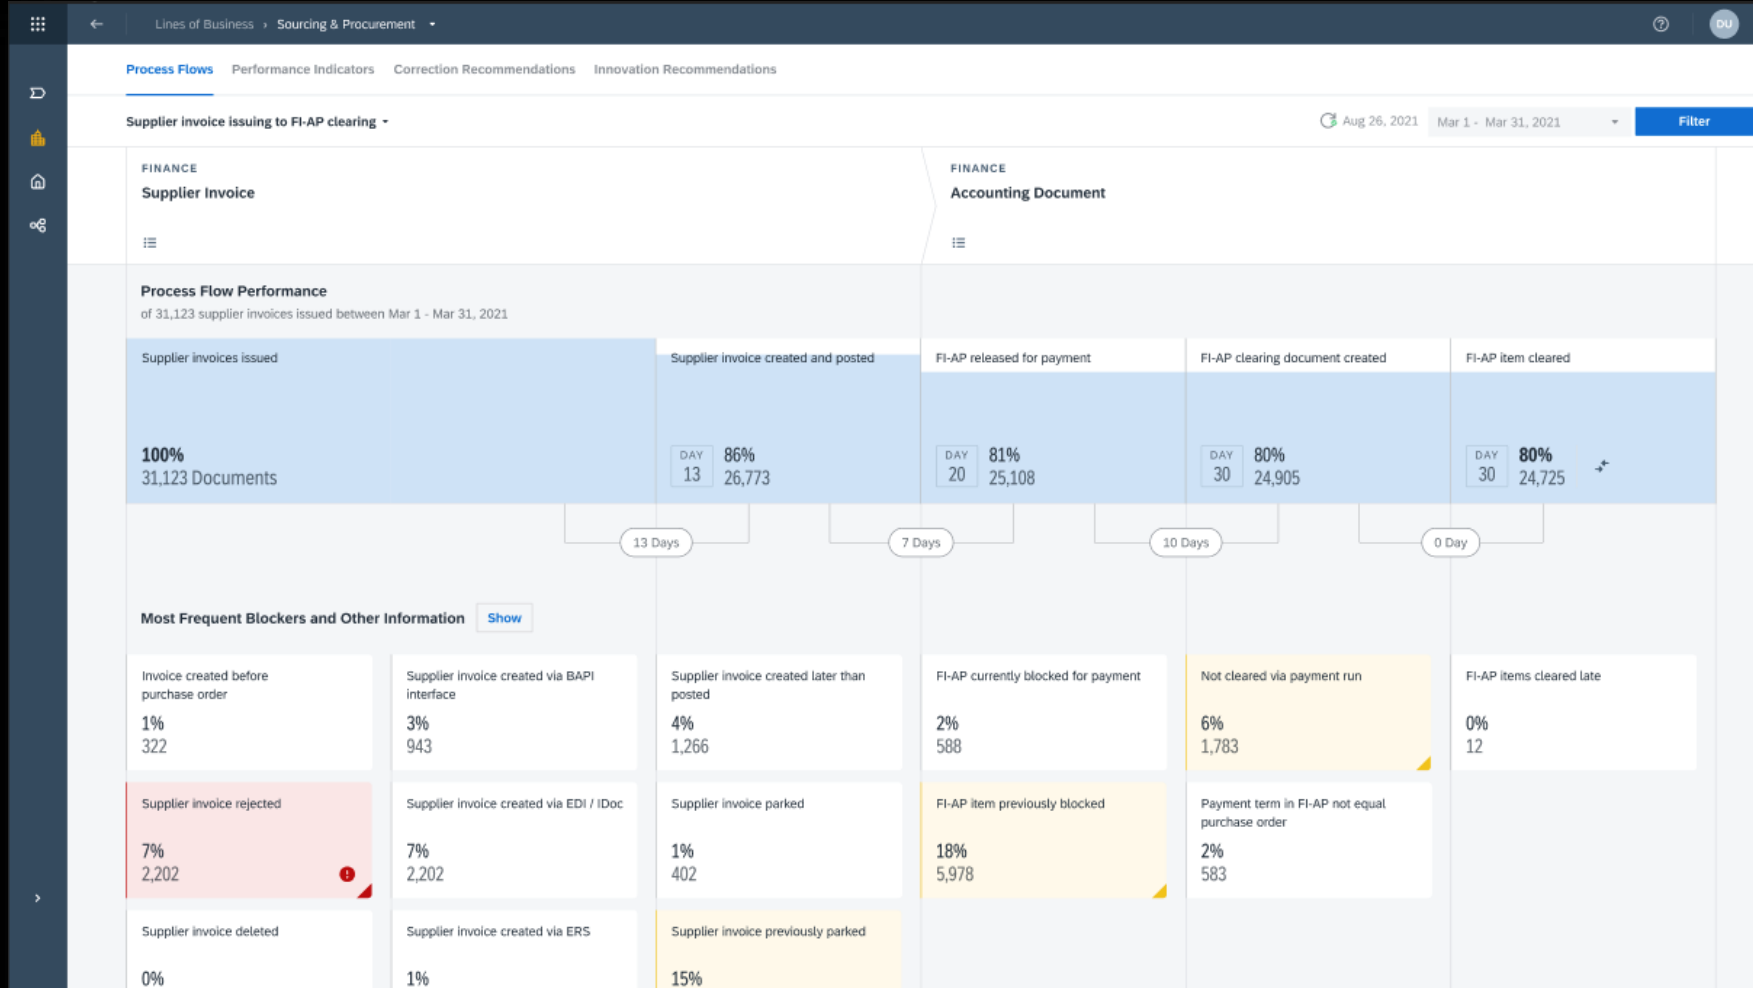 Lines of Business › Sourcing & Procurement
DU
Process Flows Performance Indicators Correction Recommendations Innovation Recommendations
Supplier invoice issuing to FI-AP clearing
Aug 26, 2021 Mar 1 - Mar 31, 2021 Filter
FINANCE
Supplier Invoice
FINANCE
Accounting Document
Process Flow Performance
of 31,123 supplier invoices issued between Mar 1 - Mar 31, 2021
Supplier invoices issued
100%
31,123 Documents
Supplier invoice created and posted
DAY 86%
13 26,773
FI-AP released for payment
DAY 81%
20 25,108
FI-AP clearing document created
DAY 80%
30 24,905
FI-AP item cleared
DAY 80%
30 24,725
13 Days 7 Days 10 Days 0 Day
Most Frequent Blockers and Other Information Show
Invoice created before
purchase order
1%
322
Supplier invoice created via BAPI
interface
3%
943
Supplier invoice created later than
posted
4%
1,266
FI-AP currently blocked for payment
2%
588
Not cleared via payment run
6%
1,783
FI-AP items cleared late
0%
12
Supplier invoice rejected
7%
2,202
Supplier invoice created via EDI / IDoc
7%
2,202
Supplier invoice parked
1%
402
FI-AP item previously blocked
18%
5,978
Payment term in FI-AP not equal
purchase order
2%
583
Supplier invoice deleted
0%
Supplier invoice created via ERS
1%
Supplier invoice previously parked
15%